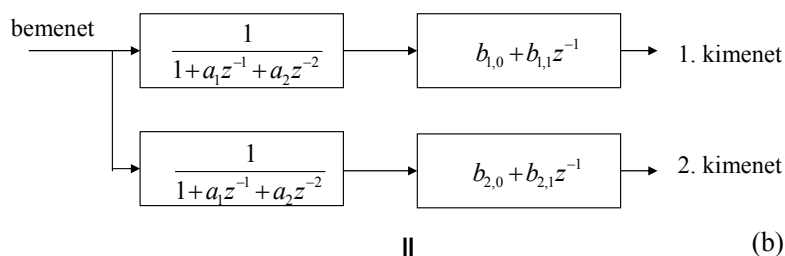 bemenet
1
1+a₁z⁻¹+a₂z⁻²
b₁,₀+b₁,₁z⁻¹
1. kimenet
1
1+a₁z⁻¹+a₂z⁻²
b₂,₀+b₂,₁z⁻¹
2. kimenet
॥
(b)